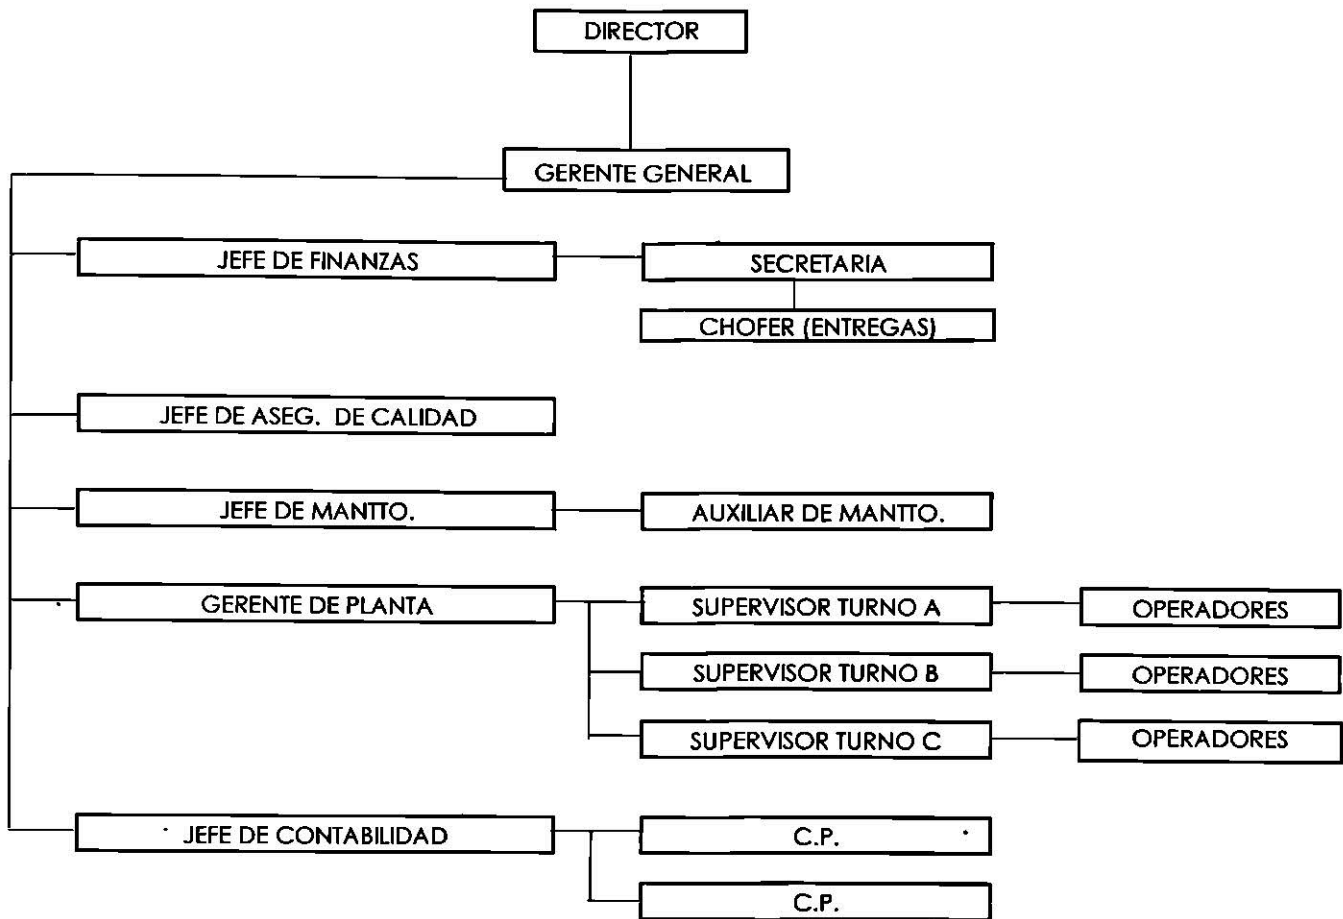 DIRECTOR
GERENTE GENERAL
JEFE DE FINANZAS
SECRETARIA
CHOFER (ENTREGAS)
JEFE DE ASEG. DE CALIDAD
JEFE DE MANTTO.
AUXILIAR DE MANTTO.
GERENTE DE PLANTA
SUPERVISOR TURNO A
OPERADORES
SUPERVISOR TURNO B
OPERADORES
SUPERVISOR TURNO C
OPERADORES
JEFE DE CONTABILIDAD
C.P.
C.P.